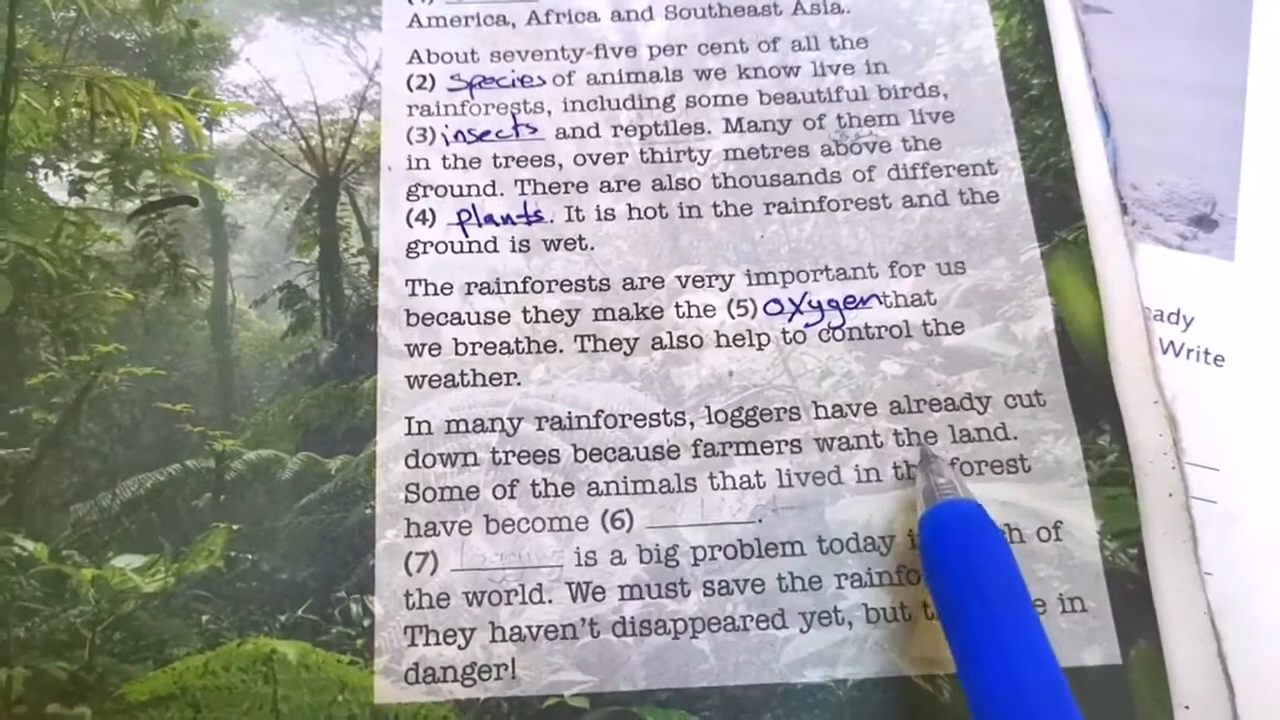 America, Africa and Southeast Asia.
About seventy-five per cent of all the
(2) Species of animals we know live in
rainforests, including some beautiful birds,
(3) insects and reptiles. Many of them live
in the trees, over thirty metres above the
ground. There are also thousands of different
(4) plants. It is hot in the rainforest and the
ground is wet.
The rainforests are very important for us
because they make the (5) oxygen that
we breathe. They also help to control the
weather.
In many rainforests, loggers have already cut
down trees because farmers want the land.
Some of the animals that lived in forest
have become (6) ________.
(7) ________ is a big problem today of
the world. We must save the
They haven't disappeared yet, but in
danger!
ady
Write